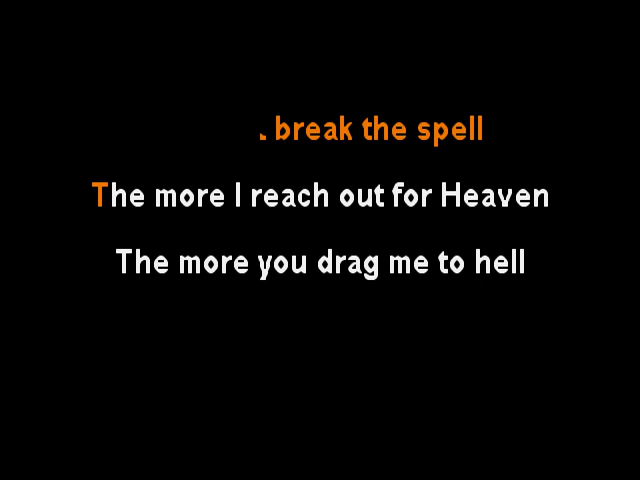 break the spell
The more I reach out for Heaven
The more you drag me to hell